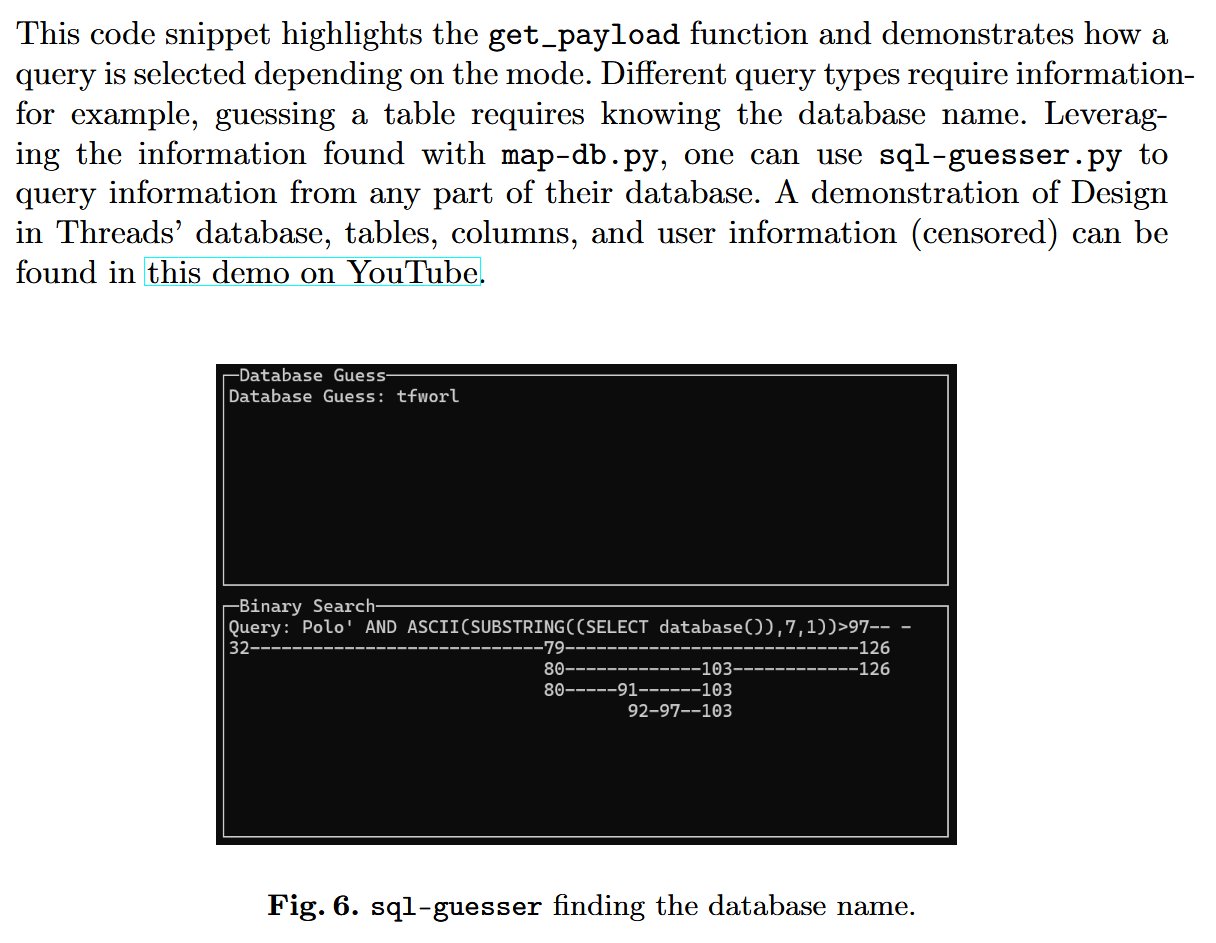 This code snippet highlights the get_payload function and demonstrates how a
query is selected depending on the mode. Different query types require information-
for example, guessing a table requires knowing the database name. Leverag-
ing the information found with map-db.py, one can use sql-guesser.py to
query information from any part of their database. A demonstration of Design
in Threads’ database, tables, columns, and user information (censored) can be
found in this demo on YouTube.
Database Guess
Database Guess: tfworl
Binary Search
Query: Polo' AND ASCII(SUBSTRING((SELECT database()),7,1))>97-- -
32----------------------------79----------------------------126
80-------------103------------126
80-----91------103
92-97--103
Fig. 6. sql-guesser finding the database name.